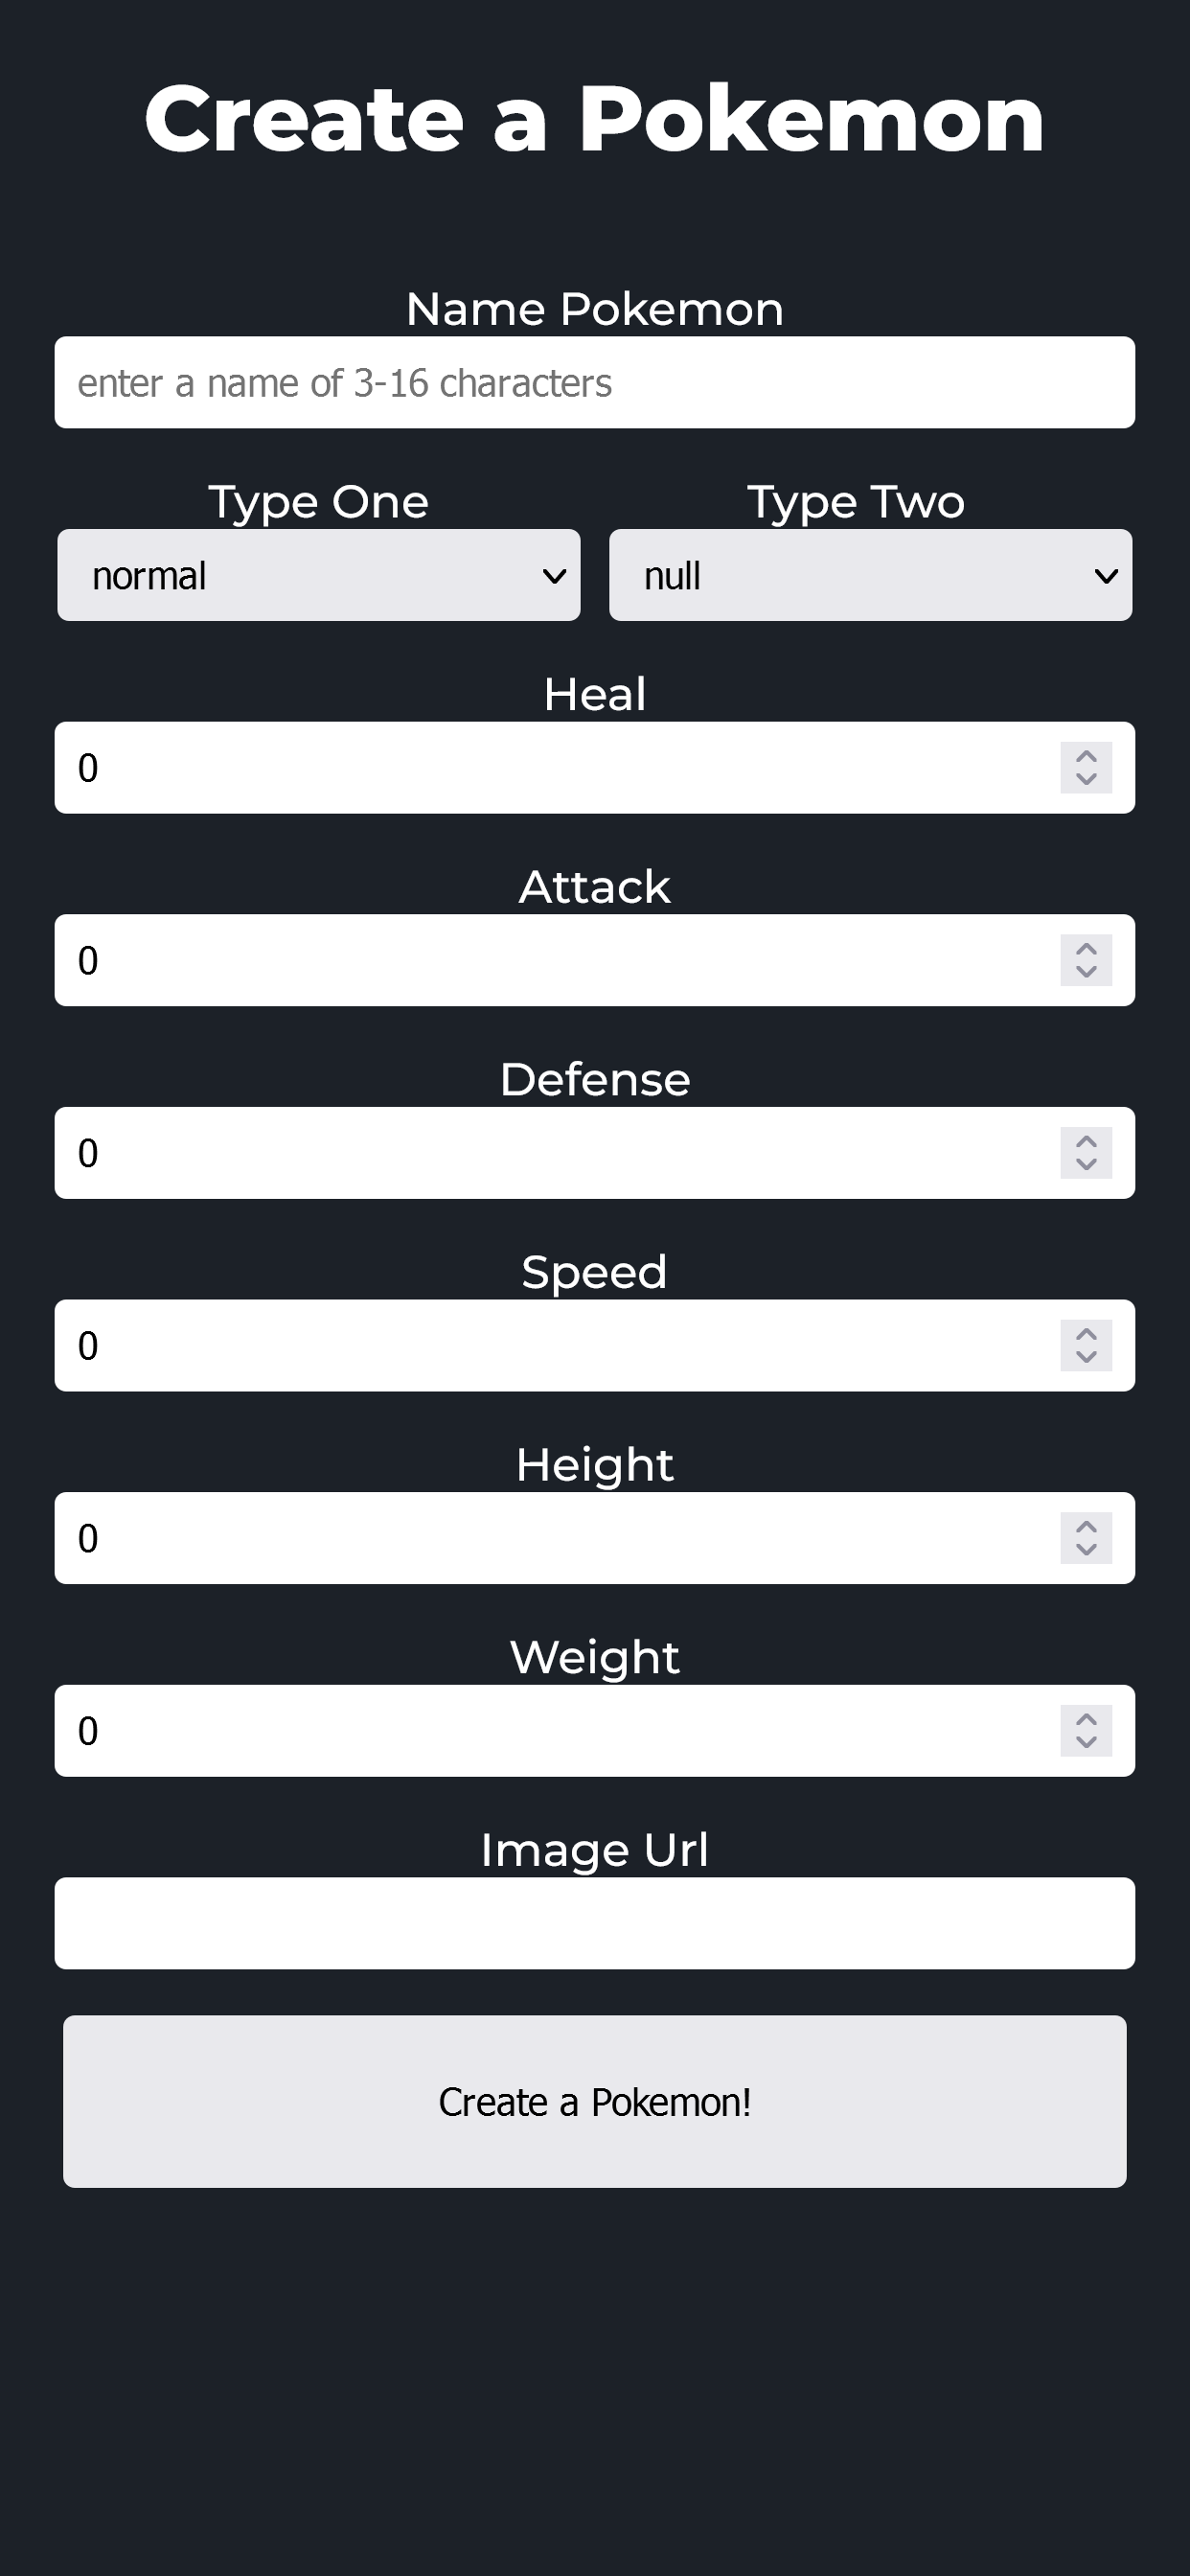 Create a Pokemon
Name Pokemon
enter a name of 3-16 characters
Type One
Type Two
normal
null
Heal
0
Attack
0
Defense
0
Speed
0
Height
0
Weight
0
Image Url
Create a Pokemon!